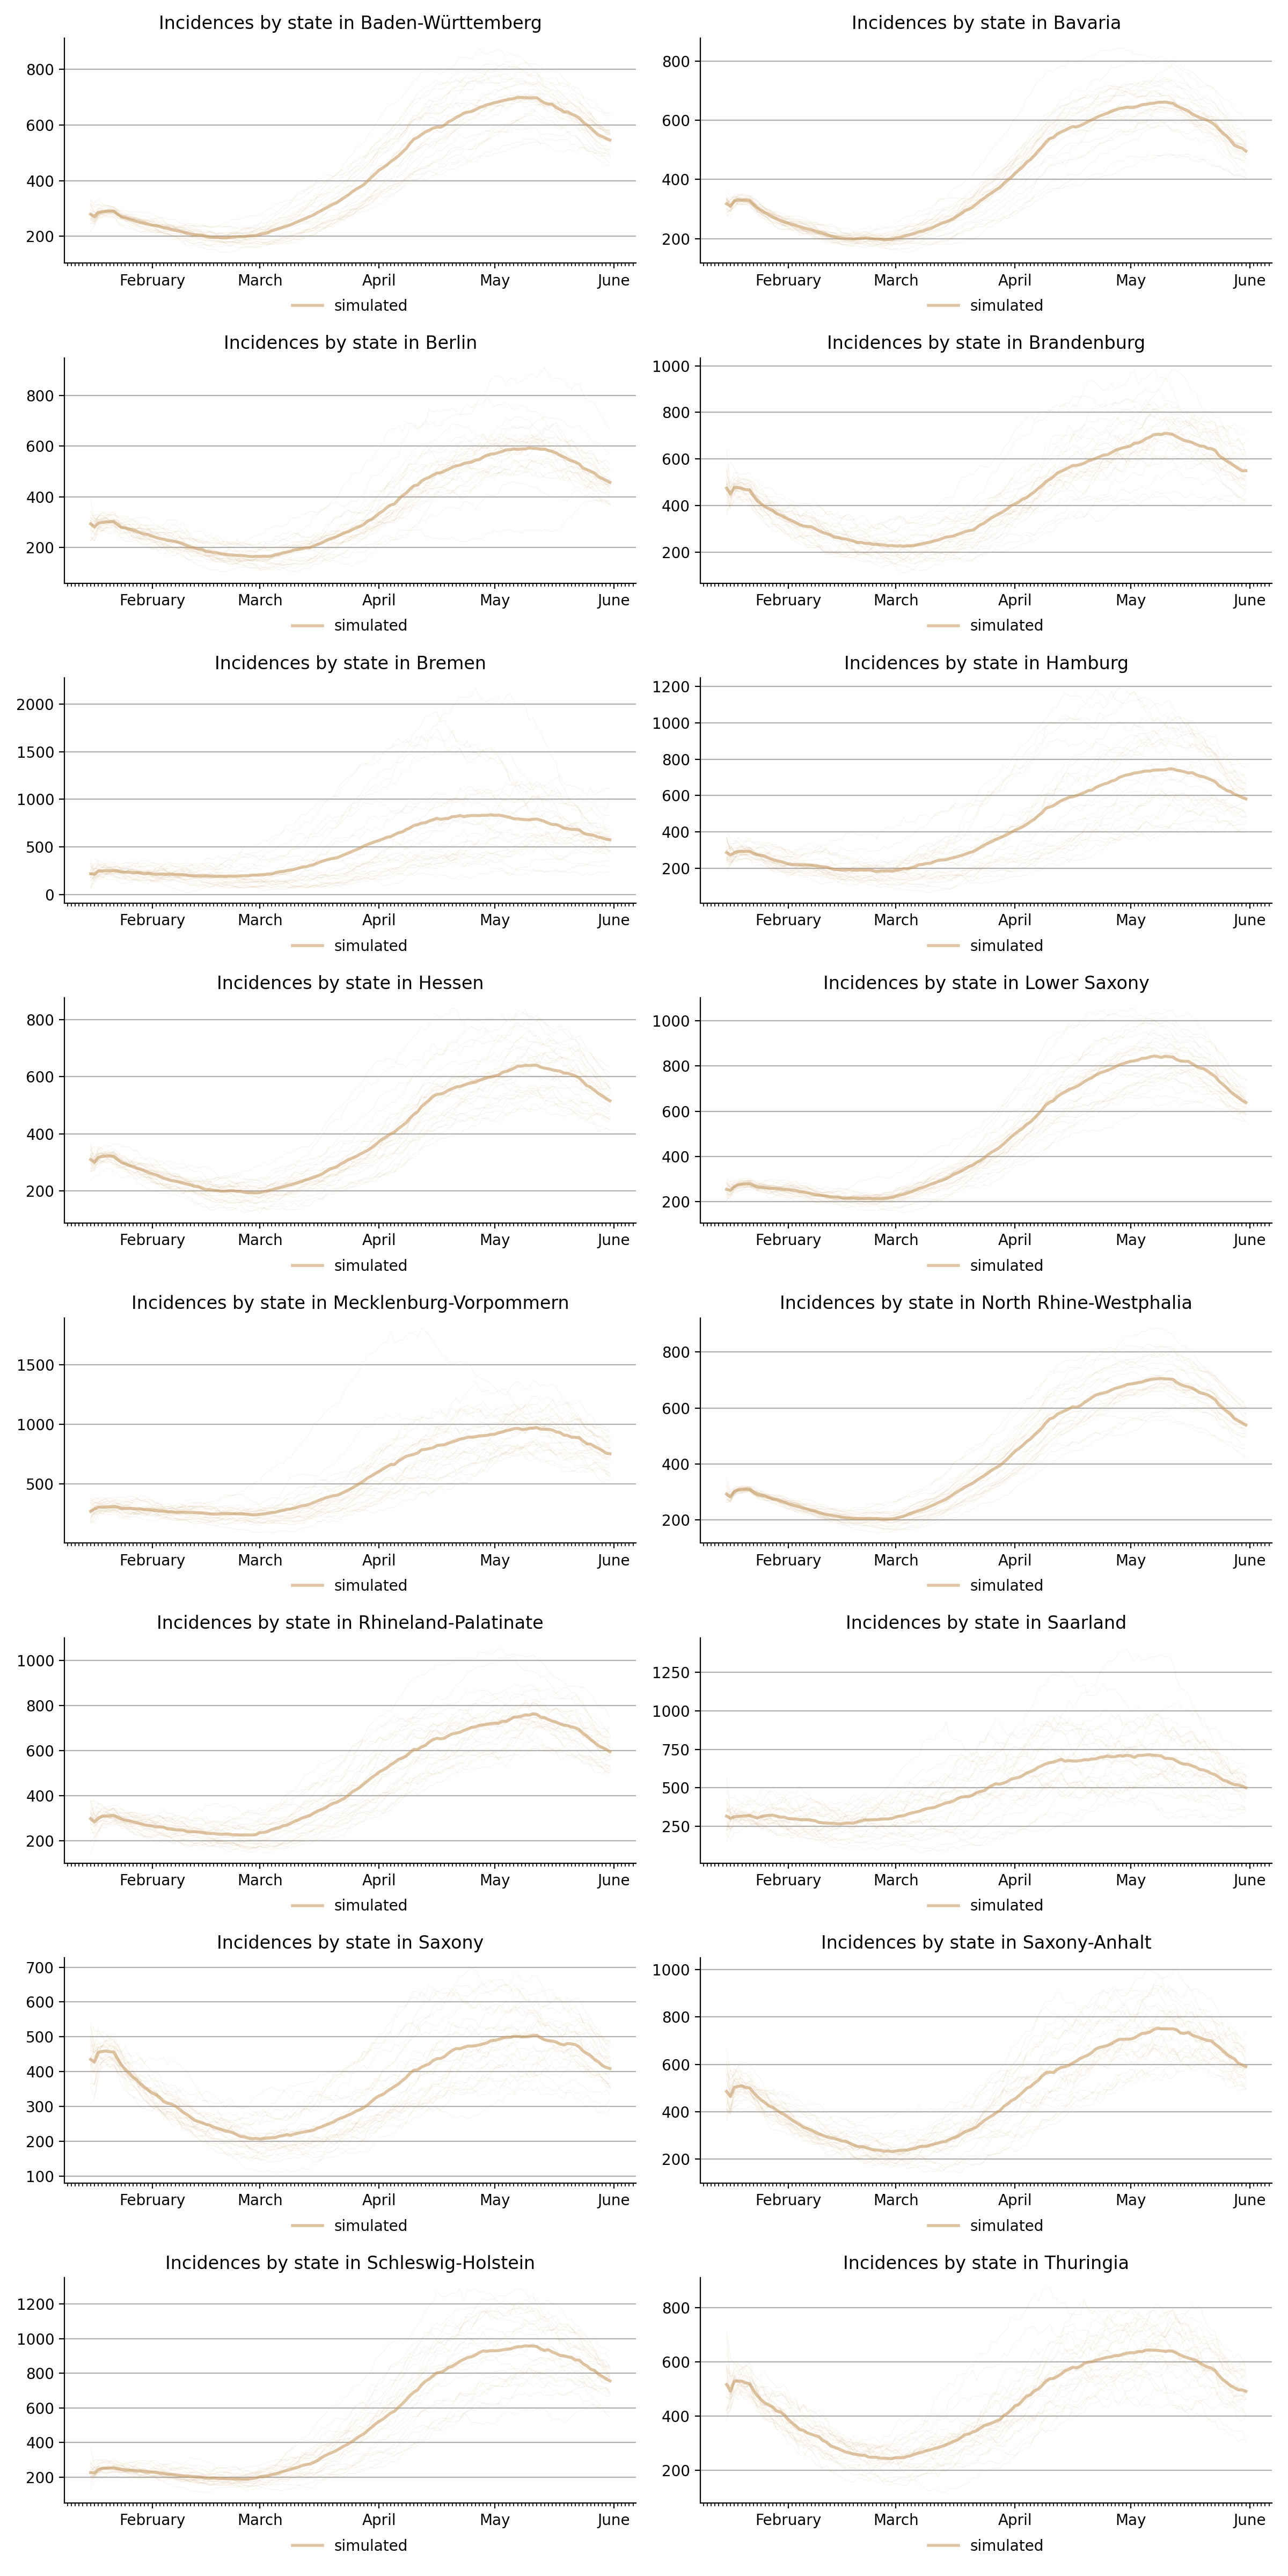 Incidences by state in Baden-Württemberg
800
600
400
200
February March April May June
simulated
Incidences by state in Bavaria
800
600
400
200
February March April May June
simulated
Incidences by state in Berlin
800
600
400
200
February March April May June
simulated
Incidences by state in Brandenburg
1000
800
600
400
200
February March April May June
simulated
Incidences by state in Bremen
2000
1500
1000
500
0
February March April May June
simulated
Incidences by state in Hamburg
1200
1000
800
600
400
200
February March April May June
simulated
Incidences by state in Hessen
800
600
400
200
February March April May June
simulated
Incidences by state in Lower Saxony
1000
800
600
400
200
February March April May June
simulated
Incidences by state in Mecklenburg-Vorpommern
1500
1000
500
February March April May June
simulated
Incidences by state in North Rhine-Westphalia
800
600
400
200
February March April May June
simulated
Incidences by state in Rhineland-Palatinate
1000
800
600
400
200
February March April May June
simulated
Incidences by state in Saarland
1250
1000
750
500
250
February March April May June
simulated
Incidences by state in Saxony
700
600
500
400
300
200
100
February March April May June
simulated
Incidences by state in Saxony-Anhalt
1000
800
600
400
200
February March April May June
simulated
Incidences by state in Schleswig-Holstein
1200
1000
800
600
400
200
February March April May June
simulated
Incidences by state in Thuringia
800
600
400
200
February March April May June
simulated